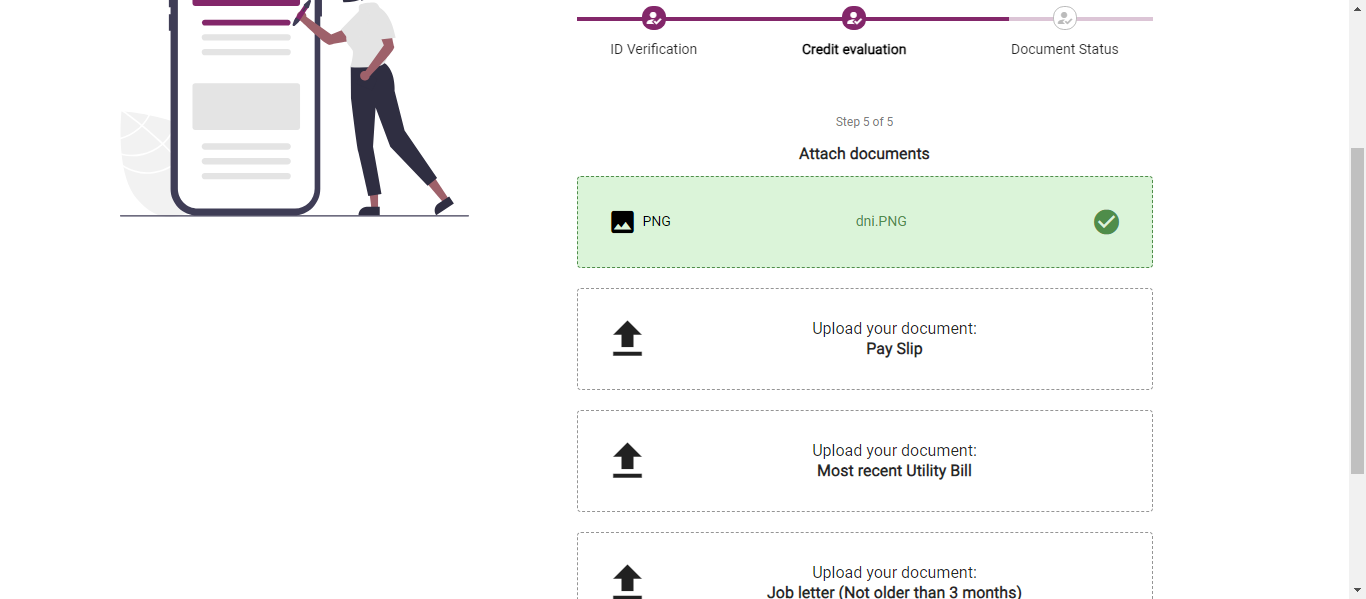 ID Verification
Credit evaluation
Document Status
Step 5 of 5
Attach documents
PNG
dni.PNG
Upload your document:
Pay Slip
Upload your document:
Most recent Utility Bill
Upload your document:
Job letter (Not older than 3 months)